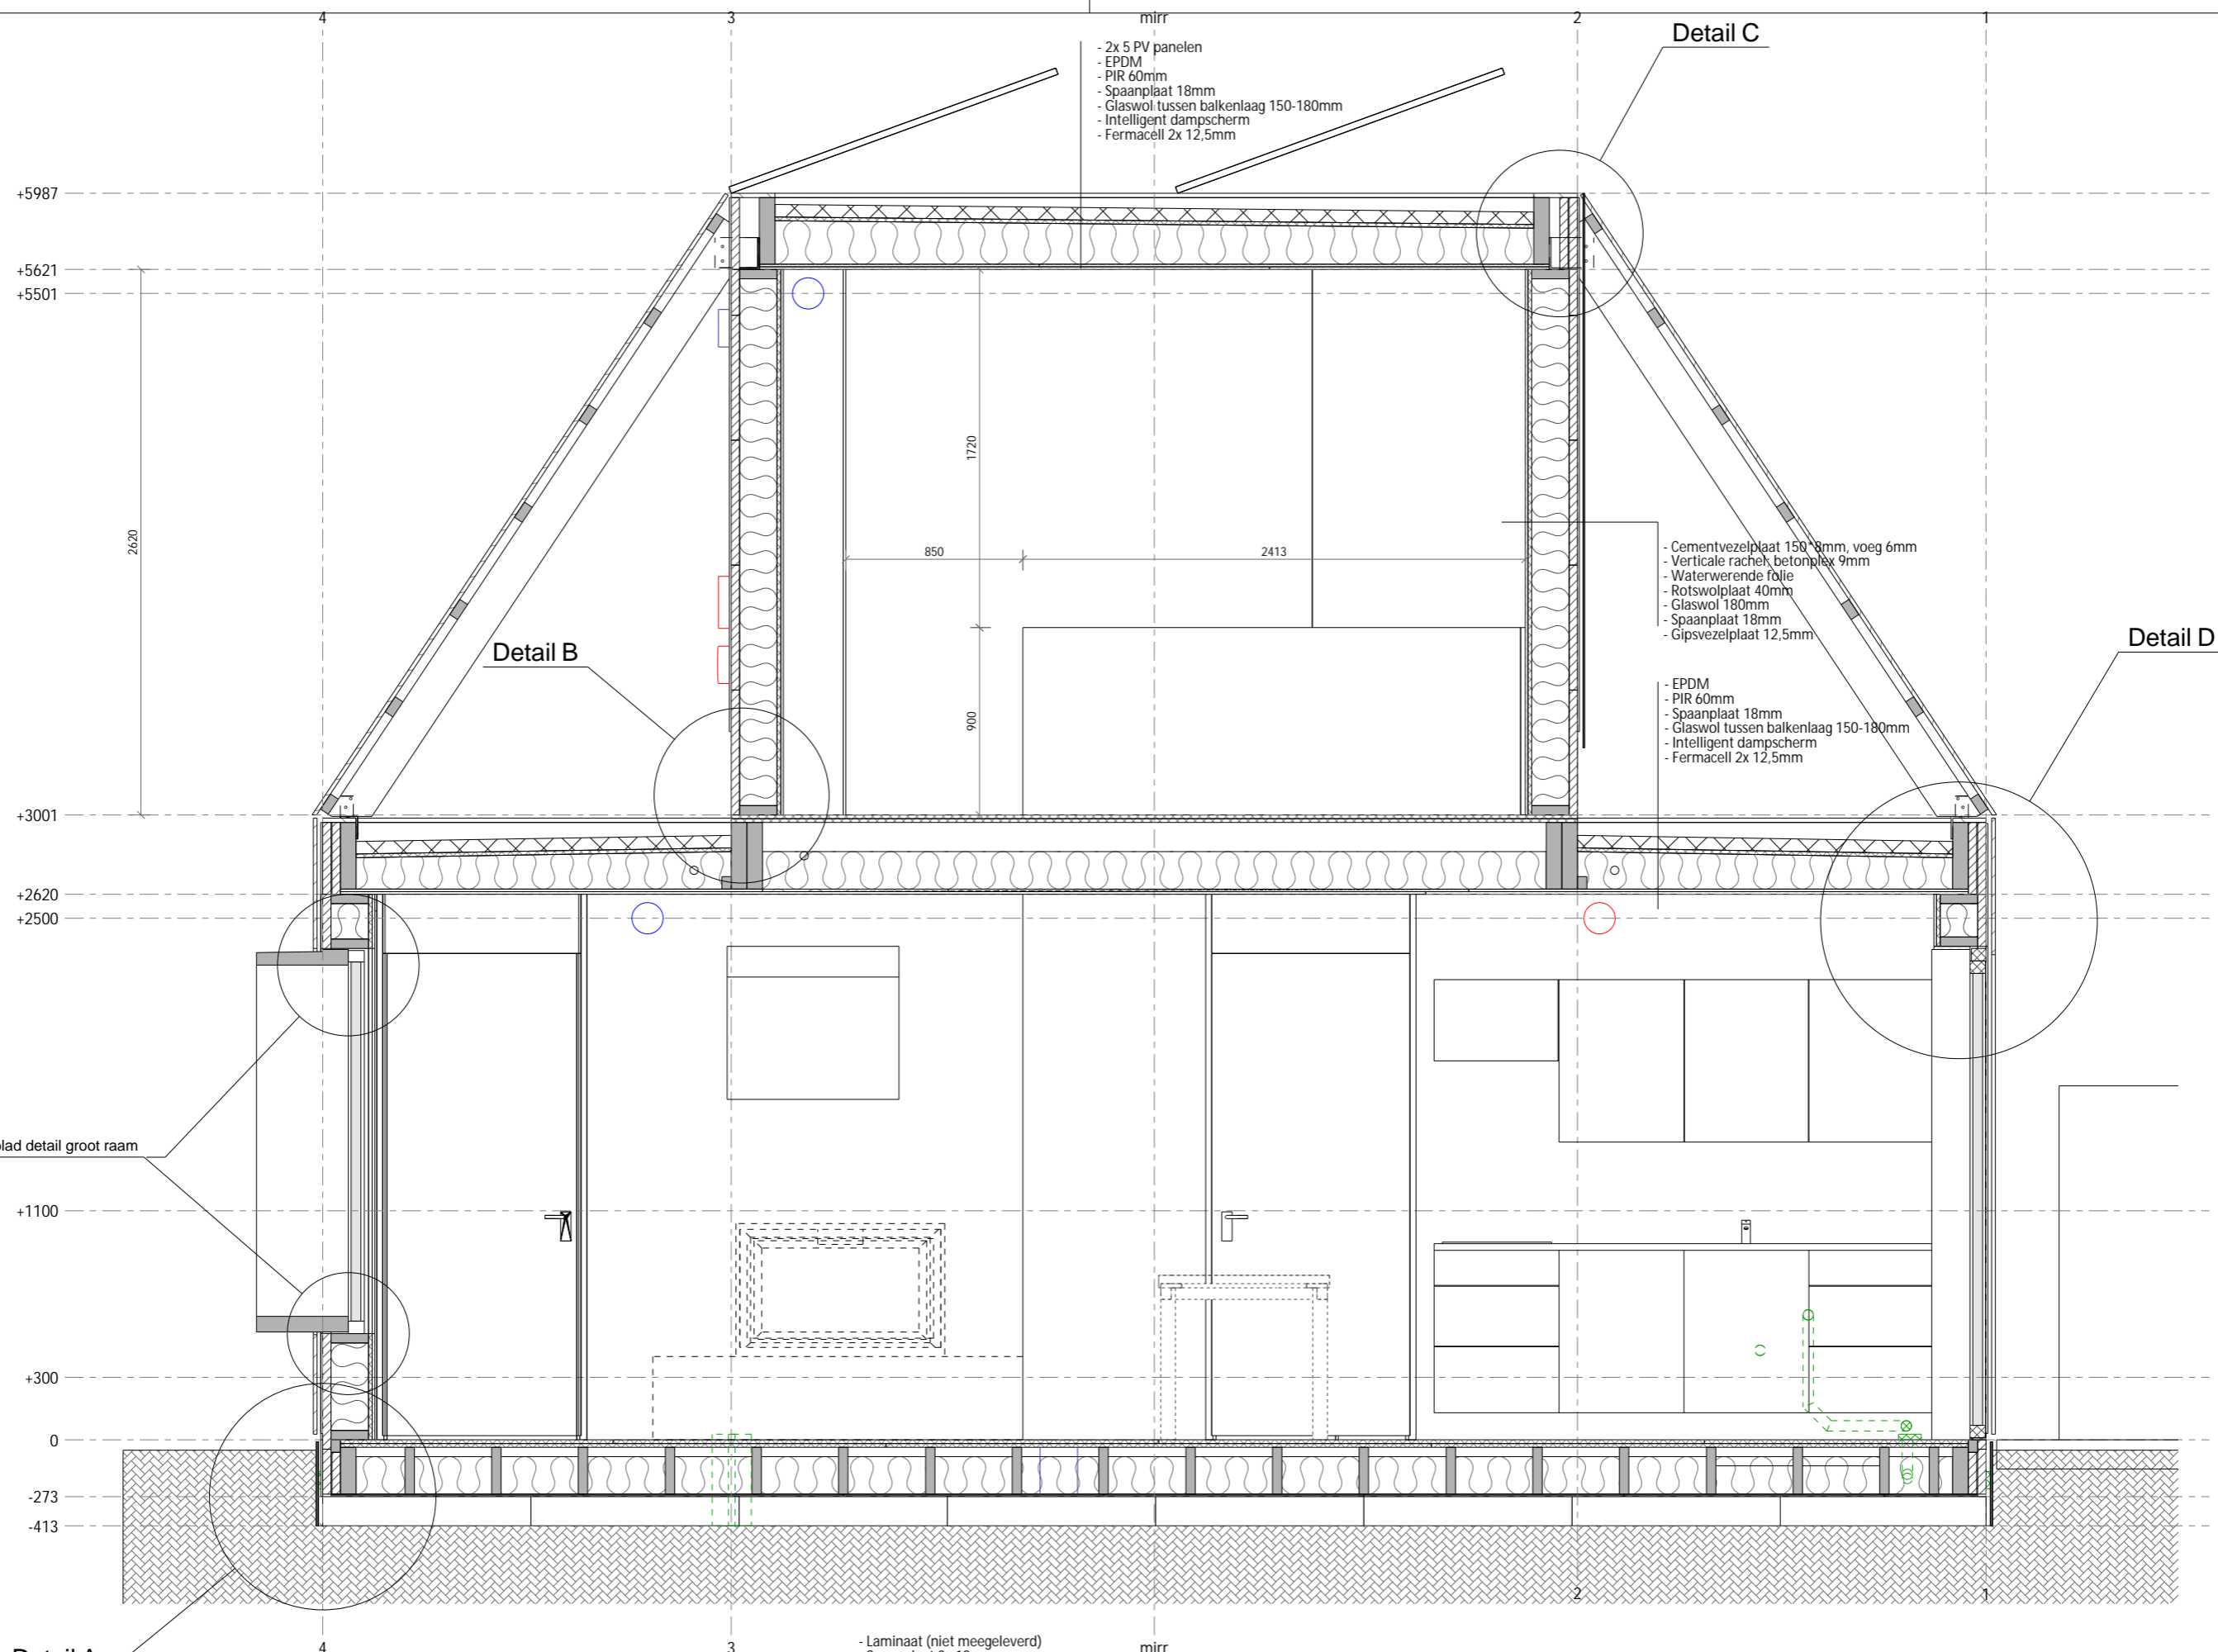 4
3
mirr
2
1
Detail C
- 2x 5 PV panelen
- EPDM
- PIR 60mm
- Spaanplaat 18mm
- Glaswol tussen balkenlaag 150-180mm
- Intelligent dampscherm
- Fermacell 2x 12,5mm
+5987
+5621
+5501
1720
2620
850
2413
- Cementvezelplaat 150*8mm, voeg 6mm
- Verticale rachel, betonplex 9mm
- Waterwerende folie
- Rotswolplaat 40mm
- Glaswol 180mm
- Spaanplaat 18mm
- Gipsvezelplaat 12,5mm
Detail B
Detail D
900
- EPDM
- PIR 60mm
- Spaanplaat 18mm
- Glaswol tussen balkenlaag 150-180mm
- Intelligent dampscherm
- Fermacell 2x 12,5mm
+3001
+2620
+2500
detail groot raam
+1100
+300
0
-273
-413
2
1
4
3
- Laminaat (niet meegeleverd)
mirr
Detail A